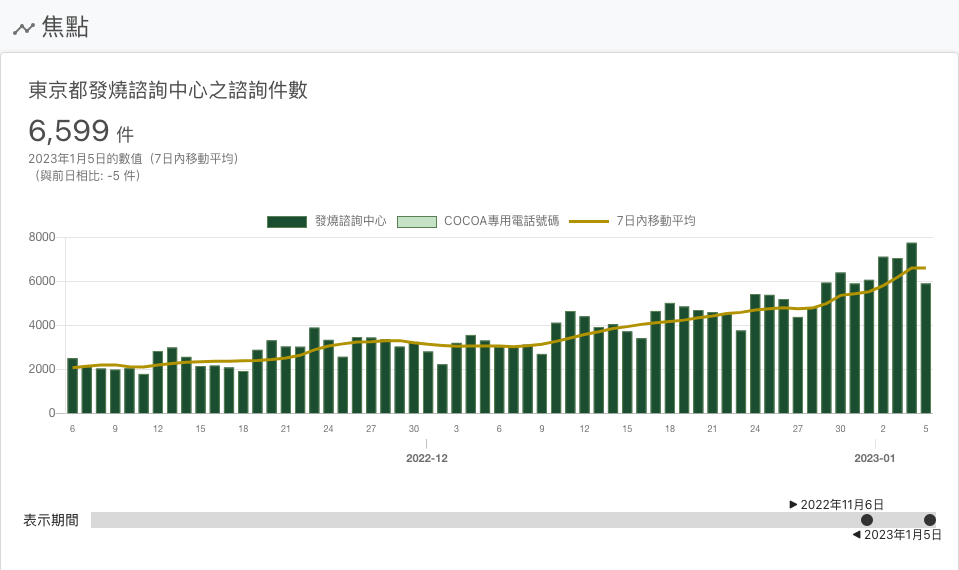 焦點
東京都發燒諮詢中心之諮詢件數
6,599 件
2023年1月5日的數值（7日內移動平均）
（與前日相比: -5 件）
發燒諮詢中心 COCOA專用電話號碼 7日內移動平均
8000
6000
4000
2000
0
6 9 12 15 18 21 24 27 30 3 6 9 12 15 18 21 24 27 30 2 5
2022-12 2023-01
▶ 2022年11月6日
表示期間
◀ 2023年1月5日